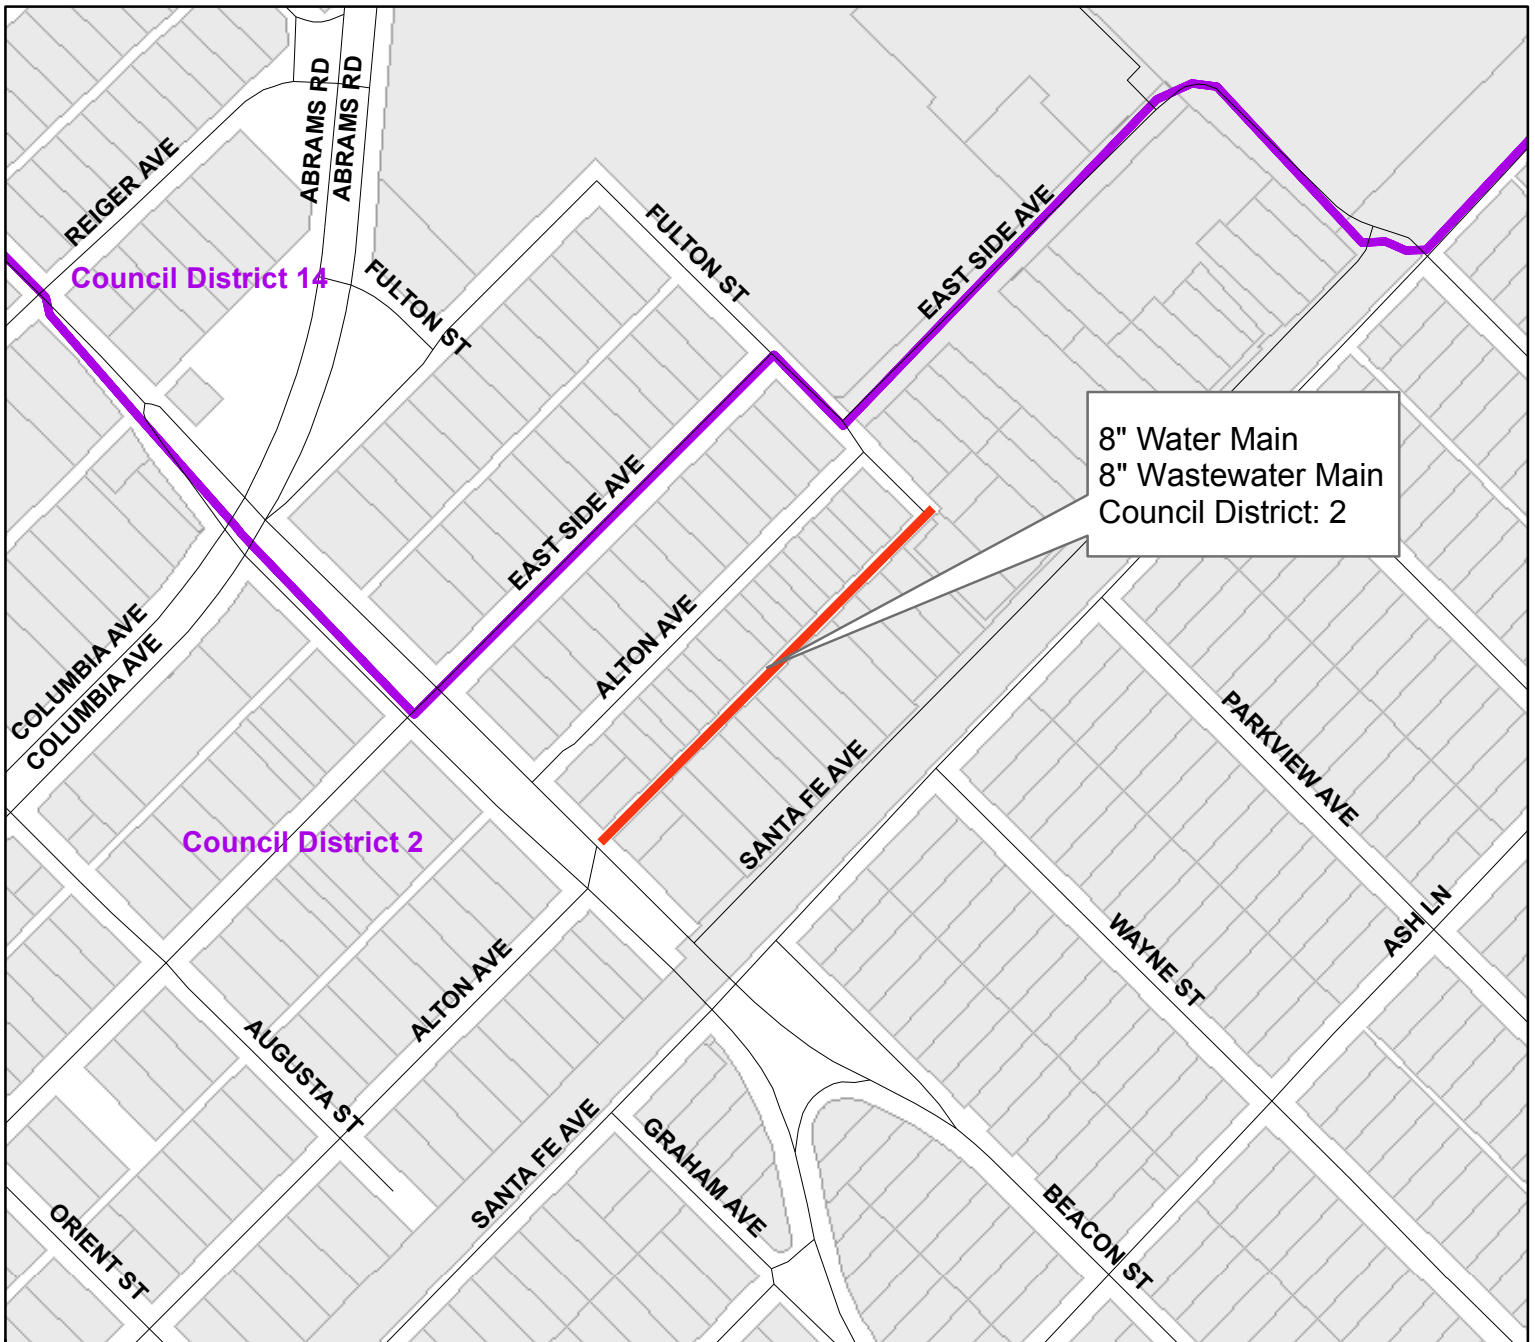 ABRAMS RD
ABRAMS RD
REIGER AVE
Council District 14
FULTON ST
FULTON ST
EAST SIDE AVE
8" Water Main
8" Wastewater Main
Council District: 2
EAST SIDE AVE
ALTON AVE
COLUMBIA AVE
COLUMBIA AVE
PARKVIEW AVE
SANTA FE AVE
Council District 2
ASH LN
WAYNE ST
ALTON AVE
AUGUSTA ST
SANTA FE AVE
GRAHAM AVE
BEACON ST
ORIENT ST